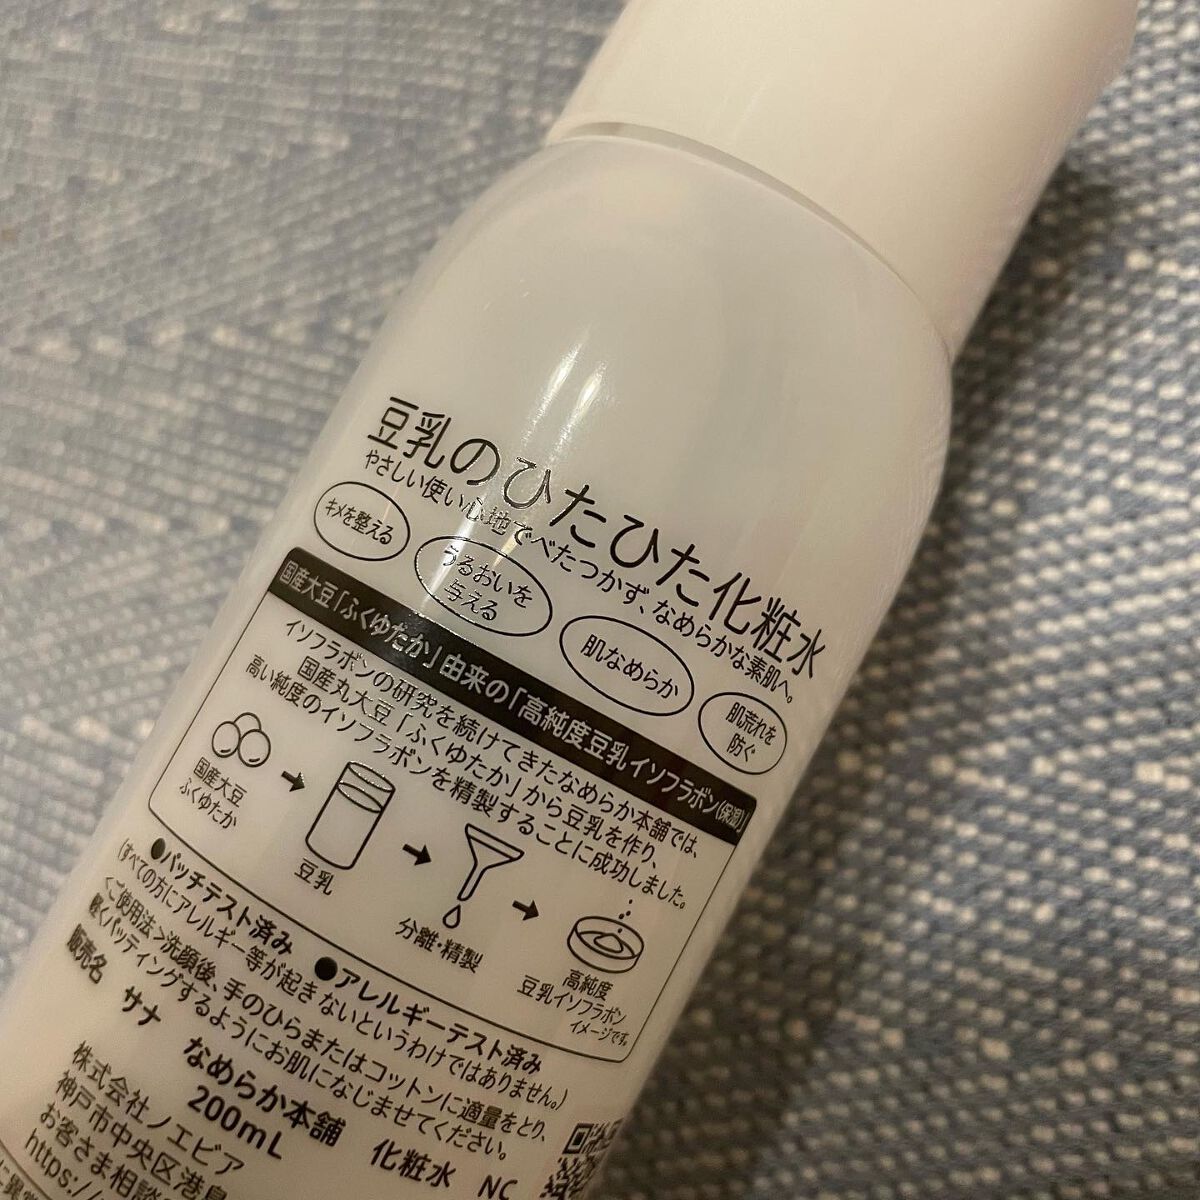 豆乳のひたひた化粧水
やさしい使い心地でべたつかず、なめらかな素肌へ。
キメを整える
うるおいを
与える
肌なめらか
肌荒れを
防ぐ
国産大豆「ふくゆたか」由来の「高純度豆乳イソフラボン(保湿)」
イソフラボンの研究を続けてきたなめらか本舗では、
国産丸大豆「ふくゆたか」から豆乳を作り、
高い純度のイソフラボンを精製することに成功しました。
国産大豆
ふくゆたか
豆乳
分離・精製
高純度
豆乳イソフラボン
イメージです。
●パッチテスト済み ●アレルギーテスト済み
(すべての方にアレルギー等が起きないというわけではありません。)
<ご使用法>洗顔後、手のひらまたはコットンに適量をとり、
軽くパッティングするようにお肌になじませてください。
販売名 サナ なめらか本舗 化粧水 NC
200mL
株式会社ノエビア
神戸市中央区港島
お客さま相談
https://
に異常